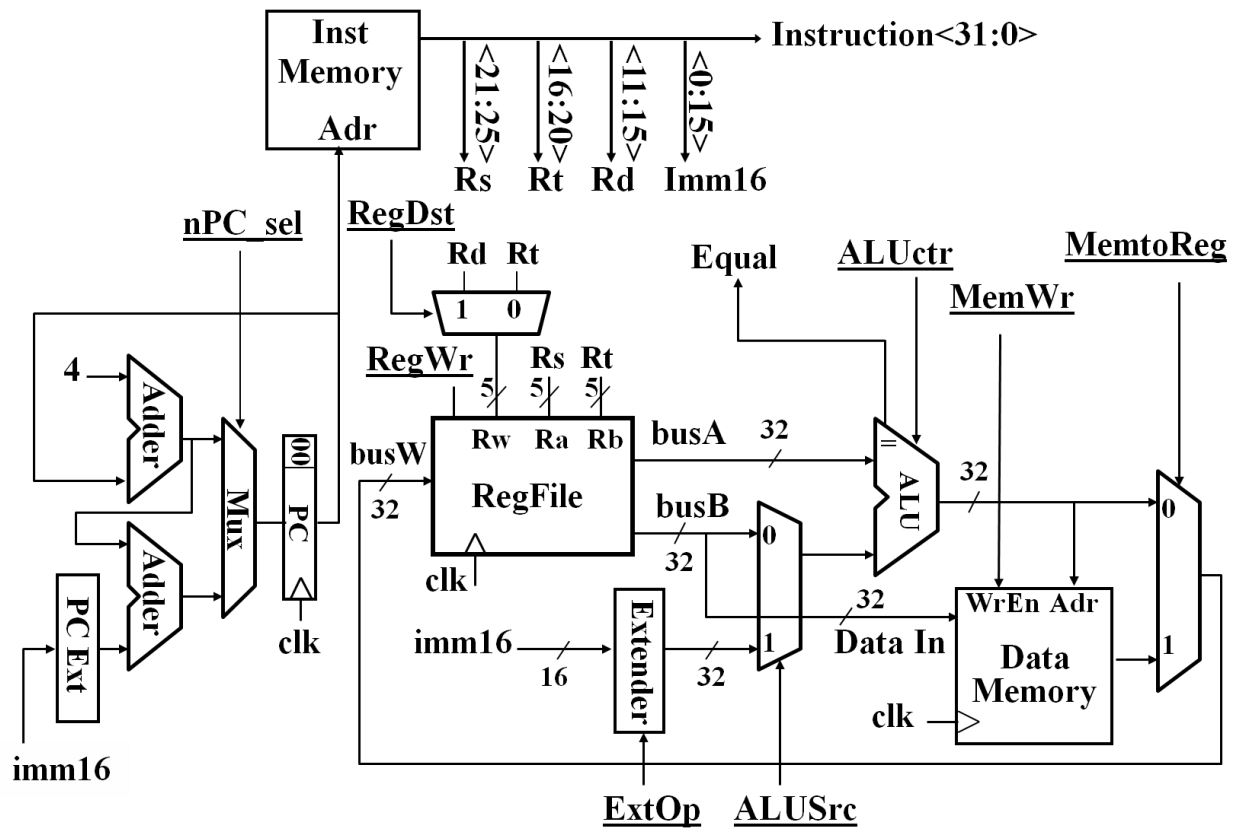 Inst
Memory
Adr
Instruction<31:0>
<21:25>
<16:20>
<11:15>
<0:15>
Rs
Rt
Rd
Imm16
nPC_sel
RegDst
Rd
Rt
1
0
Equal
ALUctr
MemtoReg
MemWr
RegWr
Rs
Rt
5
5
5
4
Adder
Mux
00
PC
clk
Adder
PC Ext
imm16
busW
32
Rw
Ra
Rb
RegFile
clk
busA
32
busB
32
0
1
=
ALU
32
0
1
imm16
16
Extender
32
32
Data In
WrEn
Adr
Data
Memory
clk
ExtOp
ALUSrc